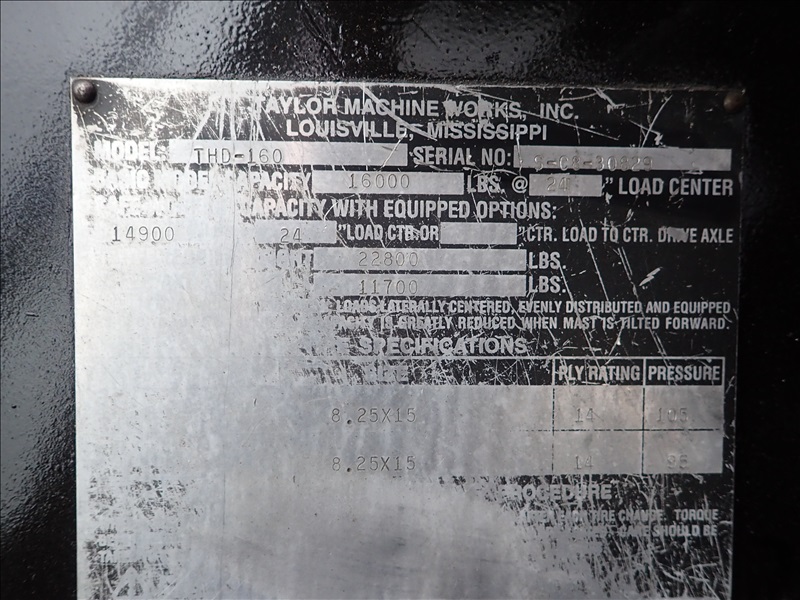 TAYLOR MACHINE WORKS, INC.
LOUISVILLE, MISSISSIPPI
MODEL: THD-160 SERIAL NO:
CAPACITY 16000 LBS. @ 24 " LOAD CENTER
CAPACITY WITH EQUIPPED OPTIONS:
14900 24 "LOAD CTR OR "CTR. LOAD TO CTR. DRIVE AXLE
22800 LBS.
11700 LBS.
LOADS LATERALLY CENTERED, EVENLY DISTRIBUTED AND EQUIPPED
IS GREATLY REDUCED WHEN MAST IS TILTED FORWARD.
SPECIFICATIONS
PLY RATING PRESSURE
8.25X15 14 105
8.25X15 14
PROCEDURE
TIRE CHANGE. TORQUE
SHOULD BE